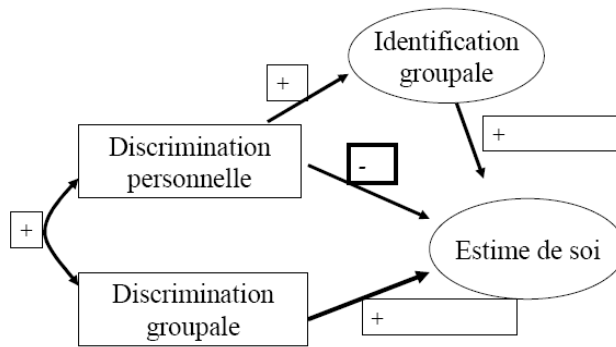 Identification
groupale
+
+
Discrimination
personnelle
-
+
Estime de soi
Discrimination
groupale
+